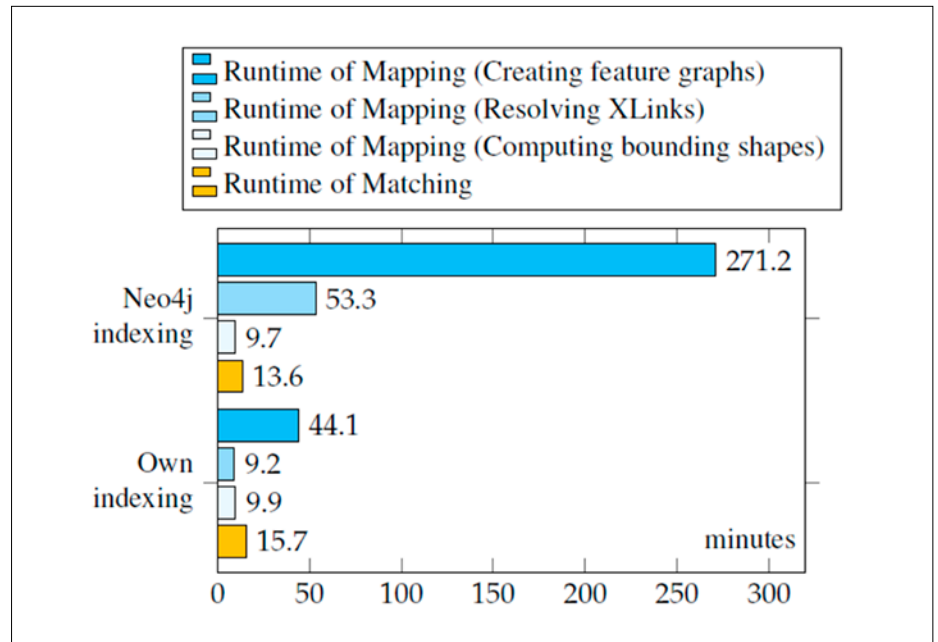 Runtime of Mapping (Creating feature graphs)
Runtime of Mapping (Resolving XLinks)
Runtime of Mapping (Computing bounding shapes)
Runtime of Matching
271.2
Neo4j
indexing
53.3
9.7
13.6
44.1
Own
indexing
9.2
9.9
15.7
minutes
0 50 100 150 200 250 300